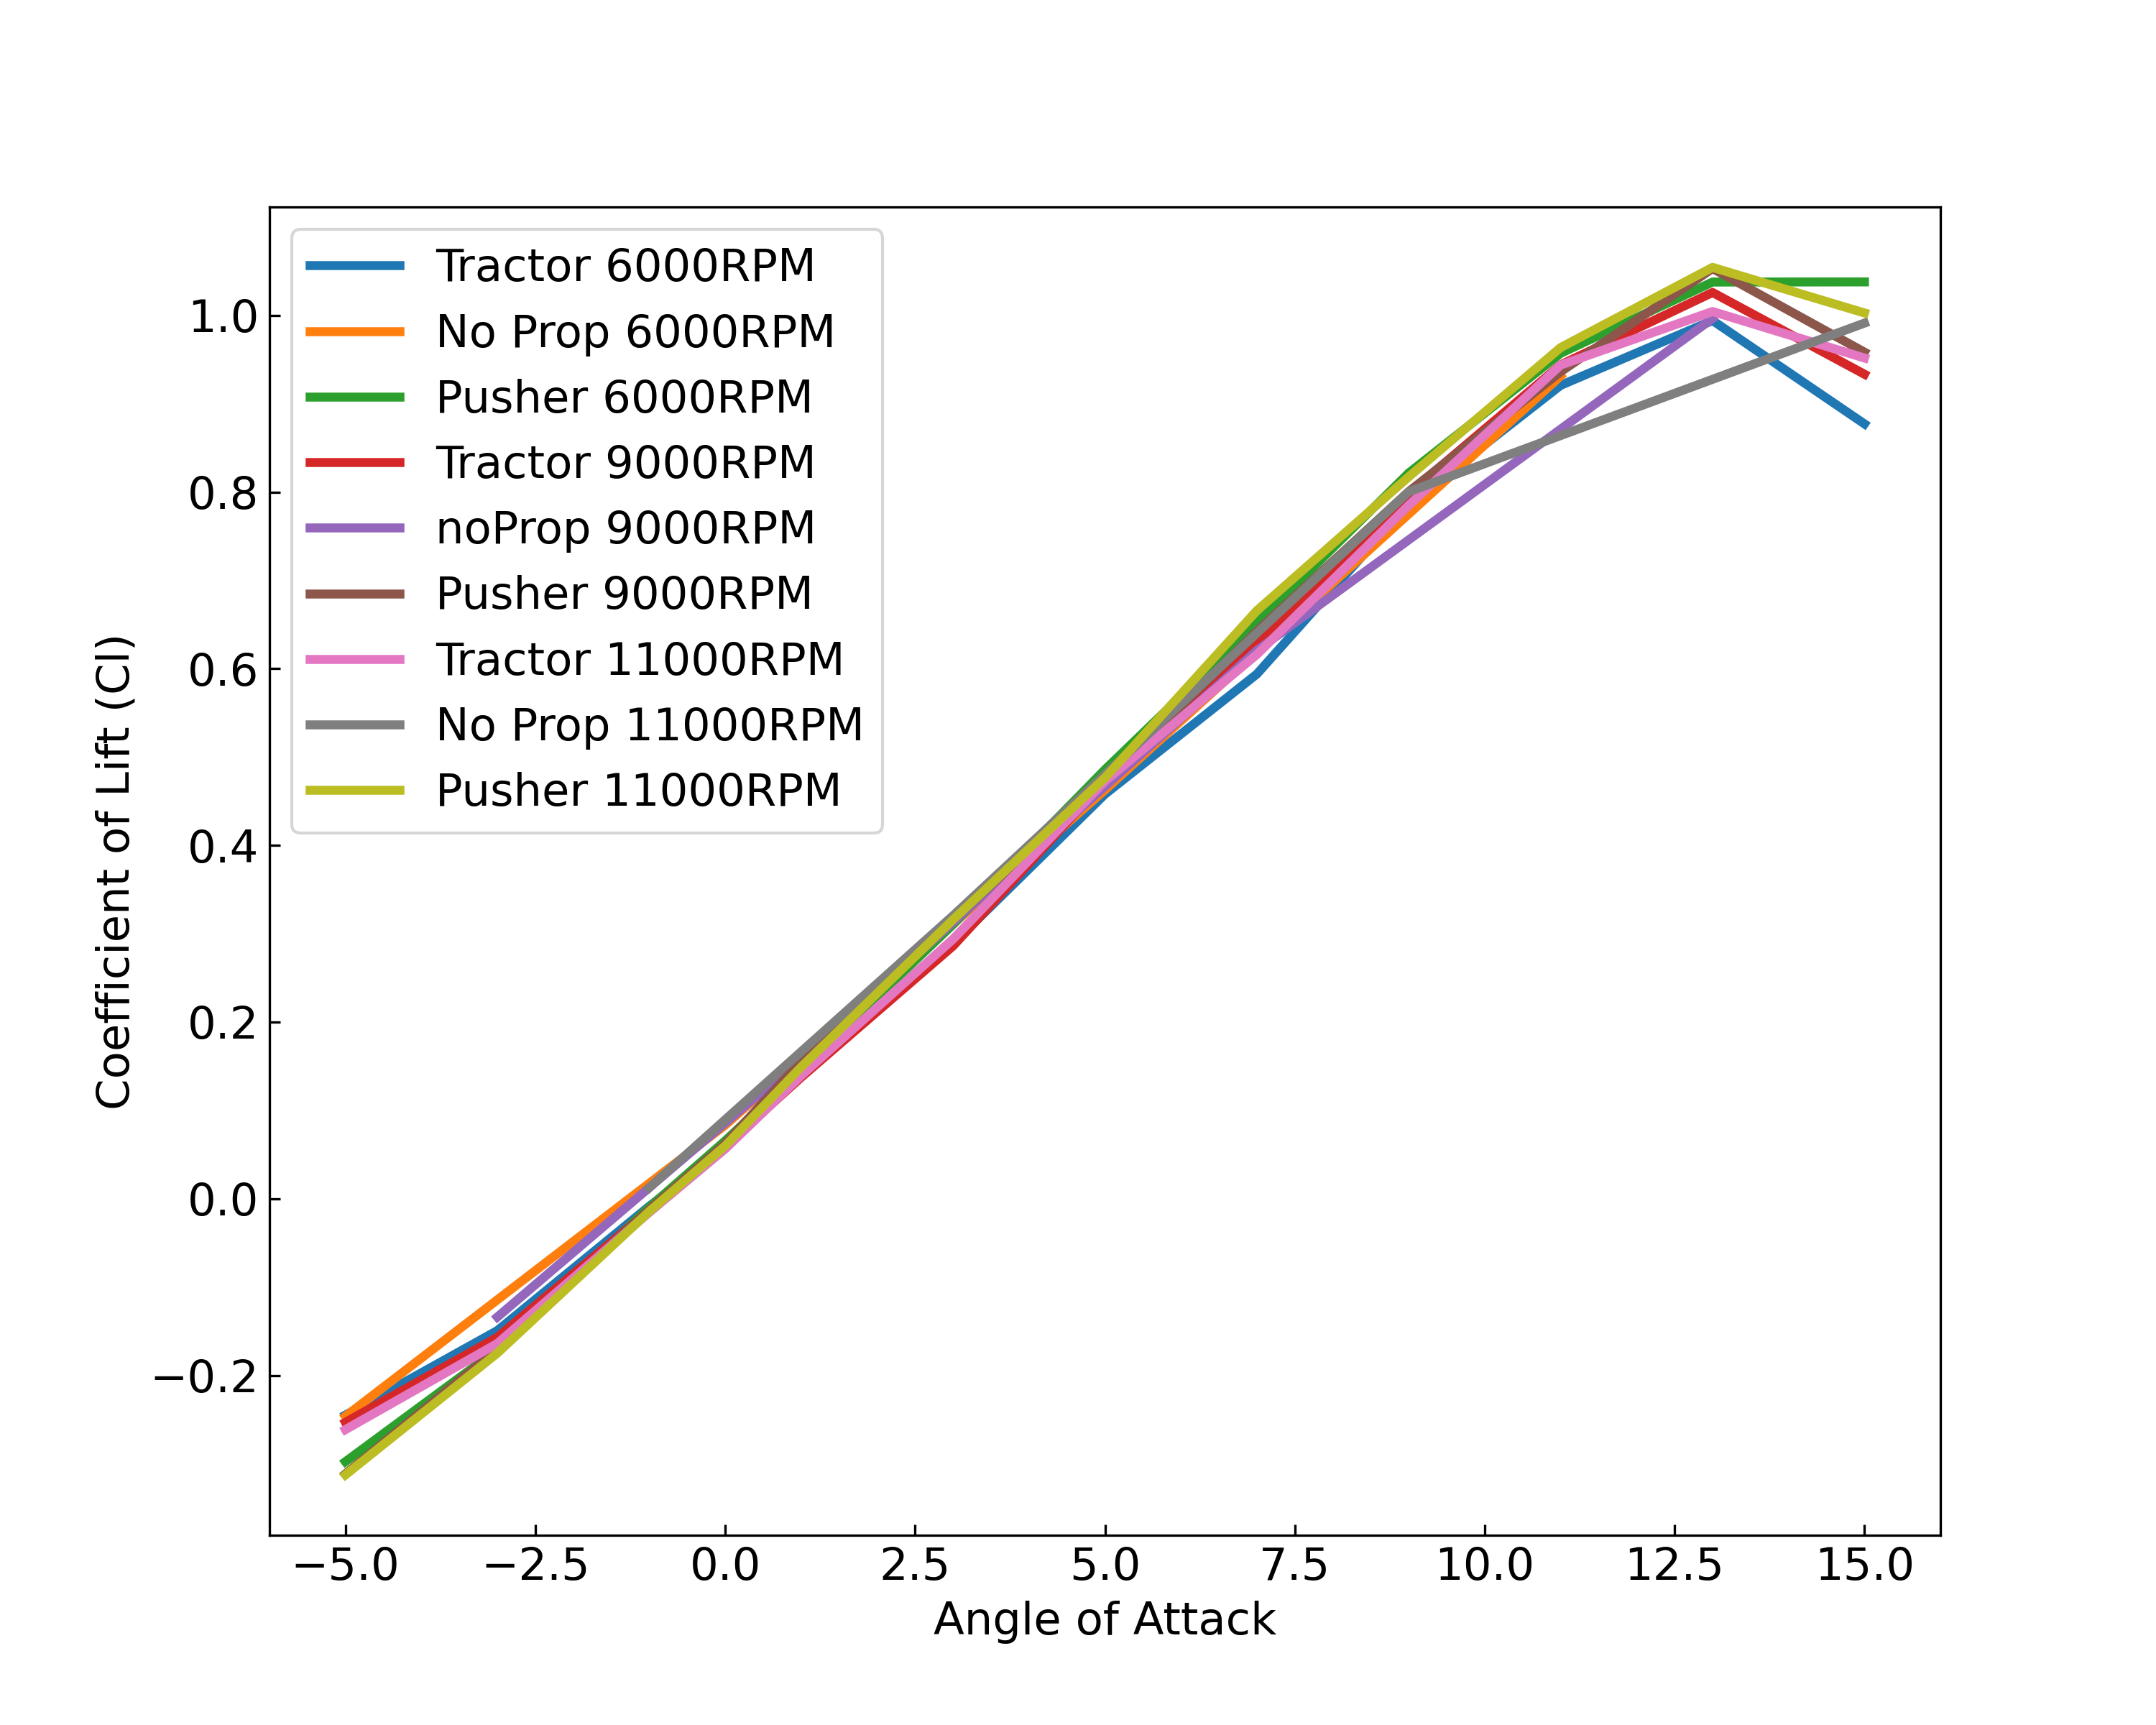 Tractor 6000RPM
No Prop 6000RPM
Pusher 6000RPM
Tractor 9000RPM
noProp 9000RPM
Pusher 9000RPM
Tractor 11000RPM
No Prop 11000RPM
Pusher 11000RPM
1.0
0.8
0.6
0.4
0.2
0.0
−0.2
Coefficient of Lift (Cl)
−5.0 −2.5 0.0 2.5 5.0 7.5 10.0 12.5 15.0
Angle of Attack